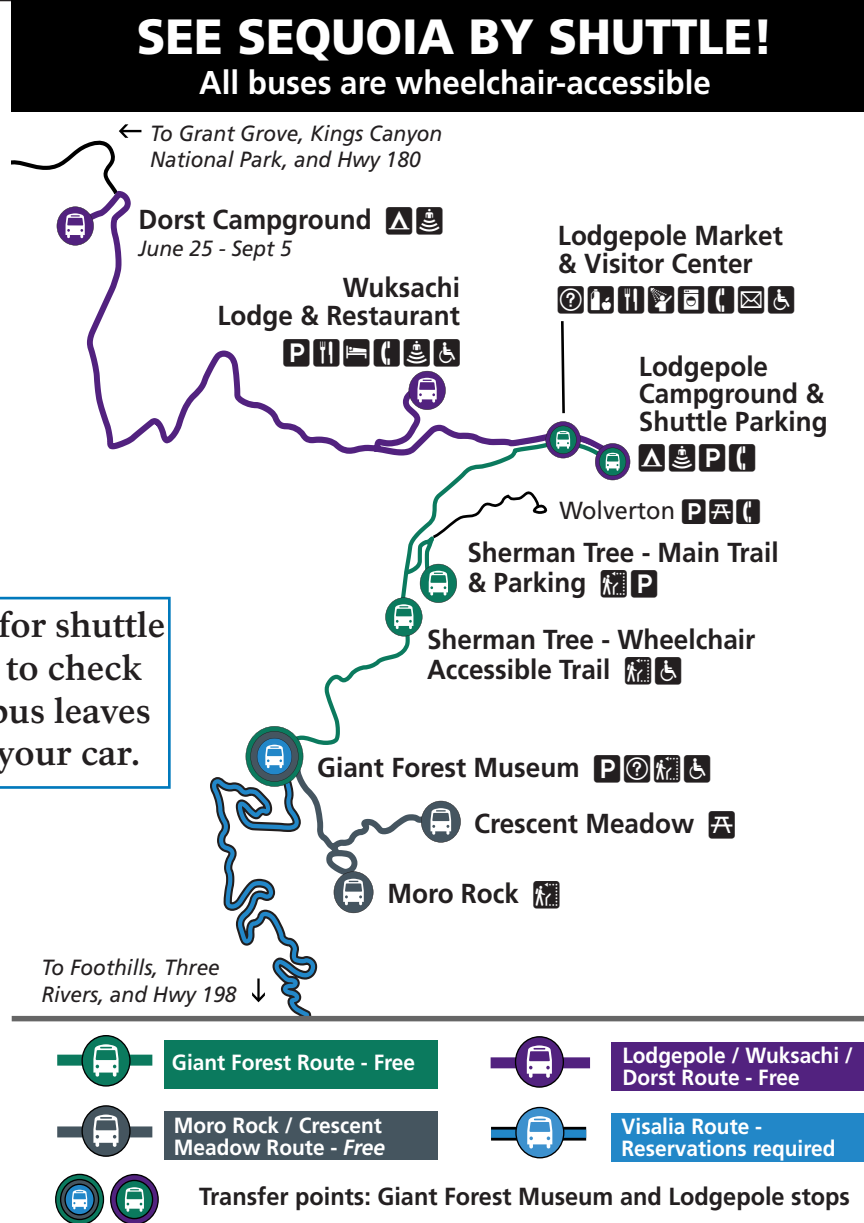 SEE SEQUOIA BY SHUTTLE!
All buses are wheelchair-accessible
← To Grant Grove, Kings Canyon
National Park, and Hwy 180
Dorst Campground
June 25 - Sept 5
Wuksachi
Lodge & Restaurant
P
Lodgepole Market
& Visitor Center
?
Lodgepole
Campground &
Shuttle Parking
P
Wolverton P
Sherman Tree - Main Trail
& Parking P
Sherman Tree - Wheelchair
Accessible Trail
for shuttle
to check
bus leaves
your car.
Giant Forest Museum P ?
Crescent Meadow
Moro Rock
To Foothills, Three
Rivers, and Hwy 198 ↓
Giant Forest Route - Free
Lodgepole / Wuksachi /
Dorst Route - Free
Moro Rock / Crescent
Meadow Route - Free
Visalia Route -
Reservations required
Transfer points: Giant Forest Museum and Lodgepole stops